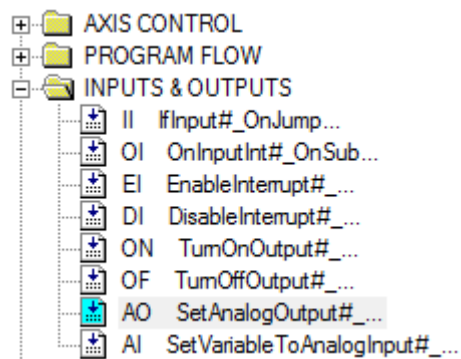 AXIS CONTROL
PROGRAM FLOW
INPUTS & OUTPUTS
II IfInput#_OnJump...
OI OnInputInt#_OnSub...
EI EnableInterrupt#_...
DI DisableInterrupt#_...
ON TurnOnOutput#_...
OF TurnOffOutput#_...
AO SetAnalogOutput#_...
AI SetVariableToAnalogInput#_...